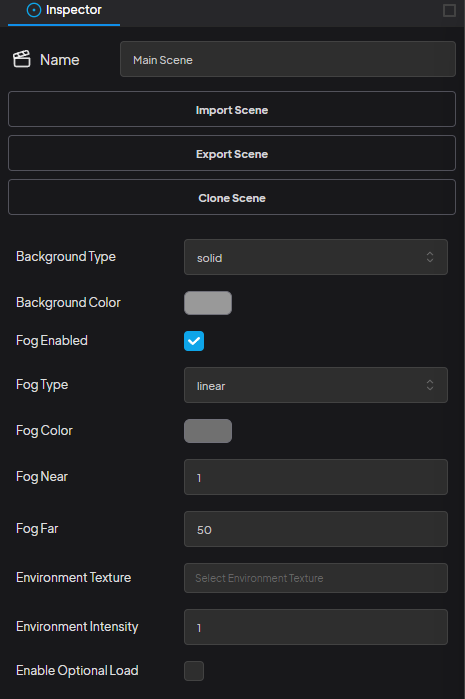 Inspector
Name
Main Scene
Import Scene
Export Scene
Clone Scene
Background Type
solid
Background Color
Fog Enabled
Fog Type
linear
Fog Color
Fog Near
1
Fog Far
50
Environment Texture
Select Environment Texture
Environment Intensity
1
Enable Optional Load